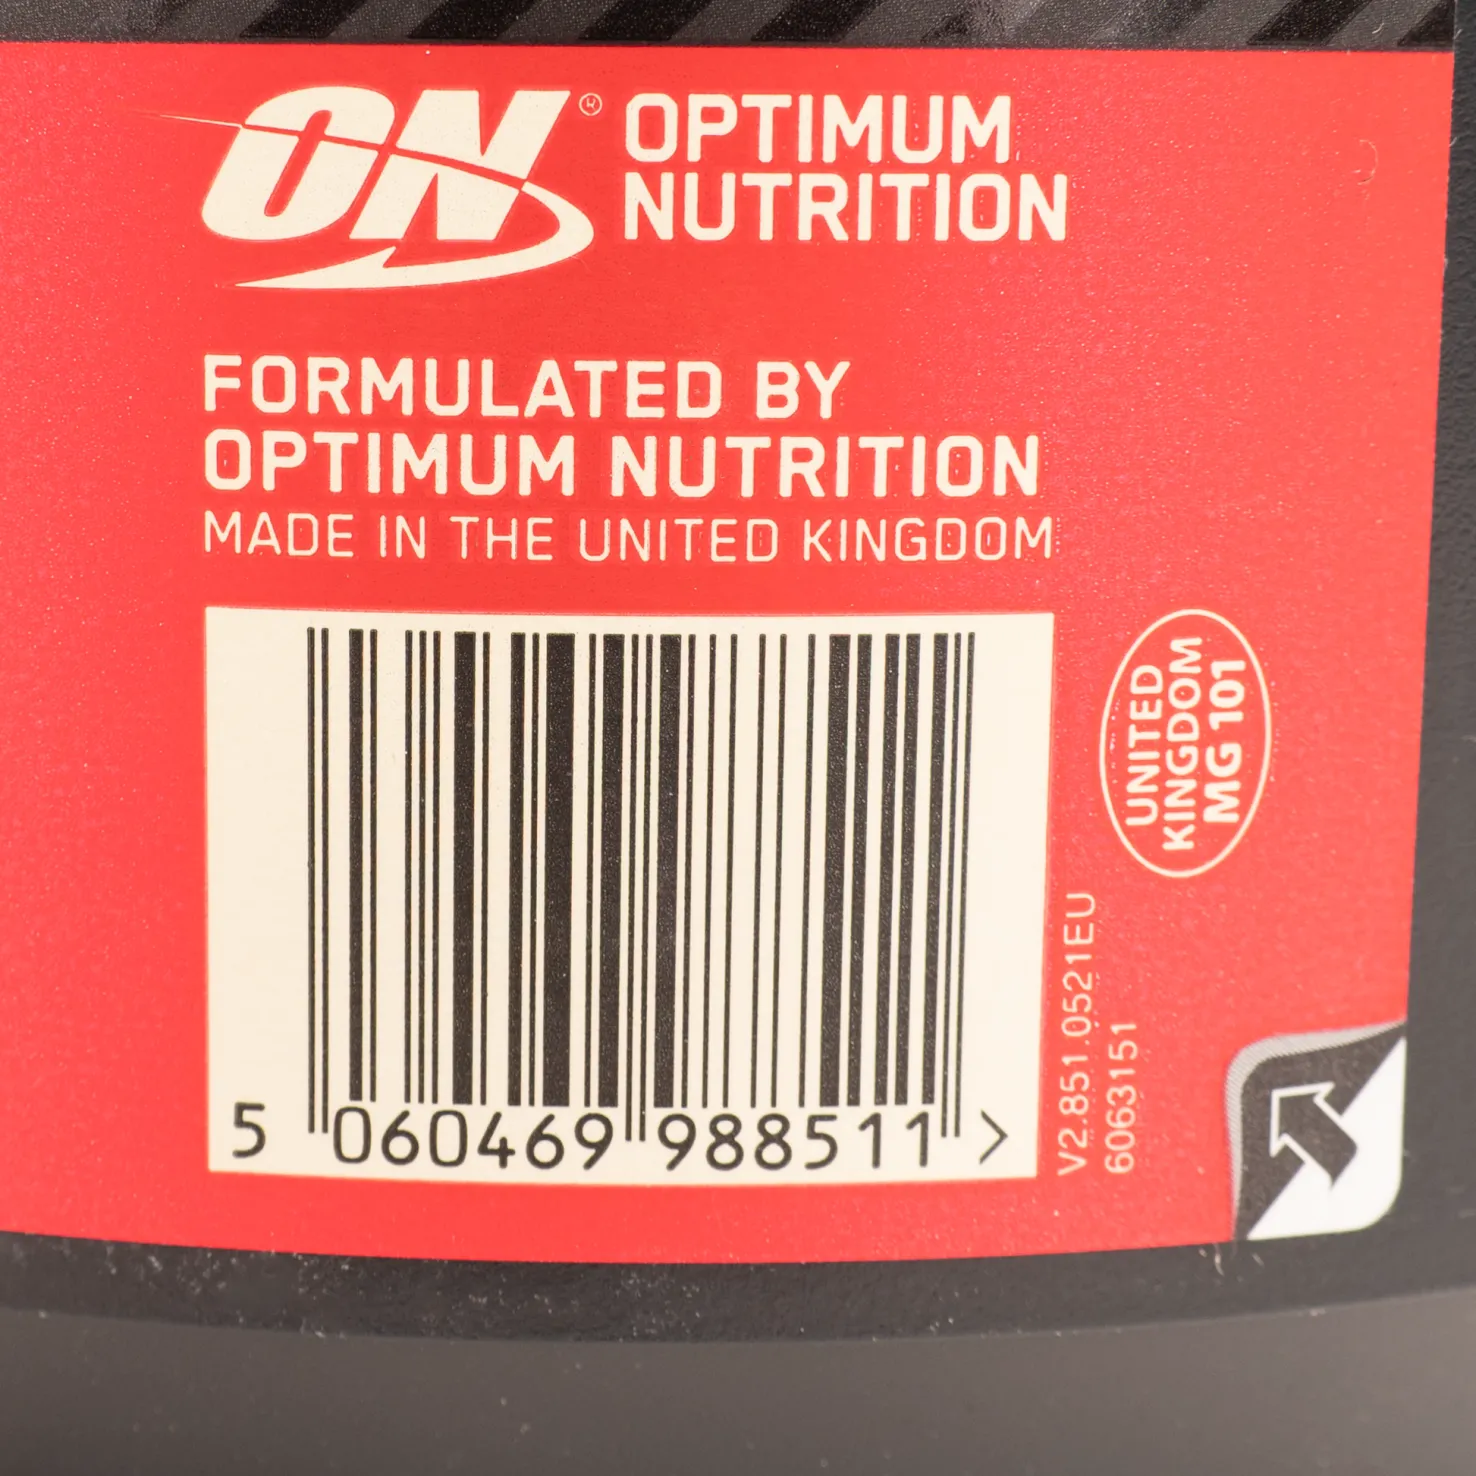 ON®
OPTIMUM
NUTRITION
FORMULATED BY
OPTIMUM NUTRITION
MADE IN THE UNITED KINGDOM
5 060469 988511 >
UNITED
KINGDOM
MG 101
V2.851.0521EU
6063151